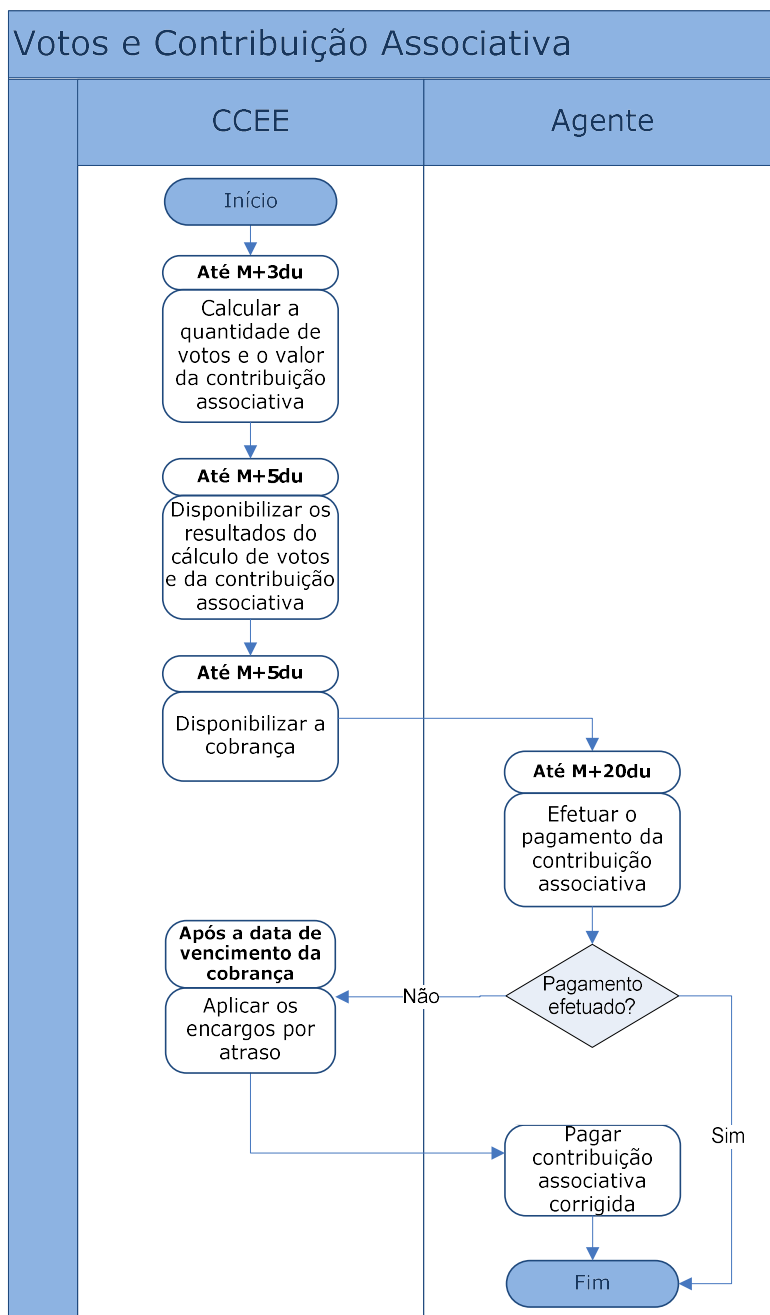 Votos e Contribuição Associativa
CCEE
Agente
Início
Até M+3du
Calcular a
quantidade de
votos e o valor
da contribuição
associativa
Até M+5du
Disponibilizar os
resultados do
cálculo de votos
e da contribuição
associativa
Até M+5du
Disponibilizar a
cobrança
Até M+20du
Efetuar o
pagamento da
contribuição
associativa
Pagamento
efetuado?
Não
Após a data de
vencimento da
cobrança
Aplicar os
encargos por
atraso
Sim
Pagar
contribuição
associativa
corrigida
Fim